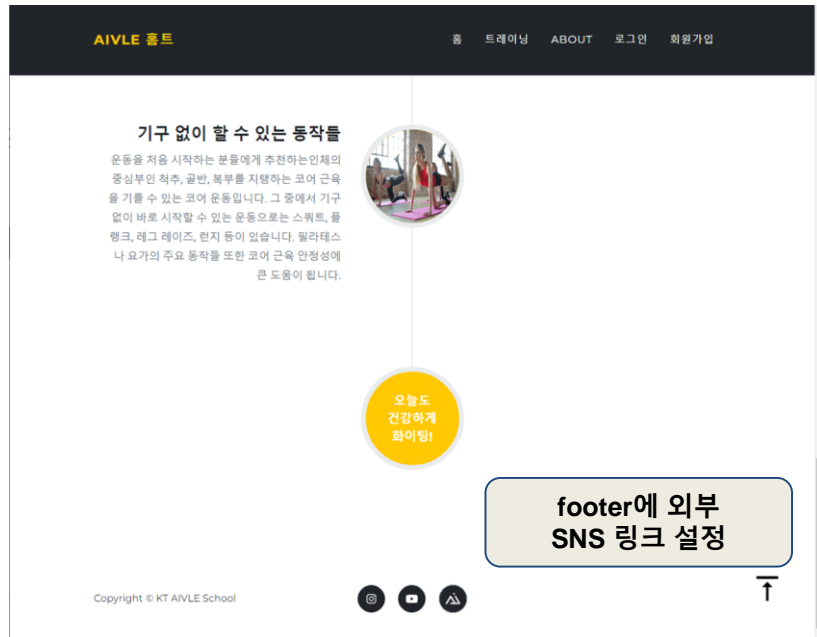 AIVLE 홈트
홈 트레이닝 ABOUT 로그인 회원가입
기구 없이 할 수 있는 동작들
운동을 처음 시작하는 분들에게 추천하는인체의
중심부인 척추, 골반, 복부를 지탱하는 코어 근육
을 기를 수 있는 코어 운동입니다. 그 중에서 기구
없이 바로 시작할 수 있는 운동으로는 스쿼트, 플
랭크, 레그 레이즈, 런지 등이 있습니다. 필라테스
나 요가의 주요 동작들 또한 코어 근육 안정성에
큰 도움이 됩니다.
오늘도
건강하게
화이팅!
footer에 외부
SNS 링크 설정
Copyright © KT AIVLE School